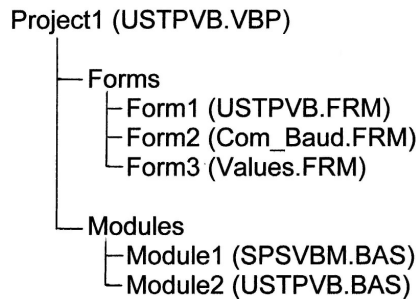 Project1 (USTPVB.VBP)
Forms
Form1 (USTPVB.FRM)
Form2 (Com_Baud.FRM)
Form3 (Values.FRM)
Modules
Module1 (SPSVBM.BAS)
Module2 (USTPVB.BAS)